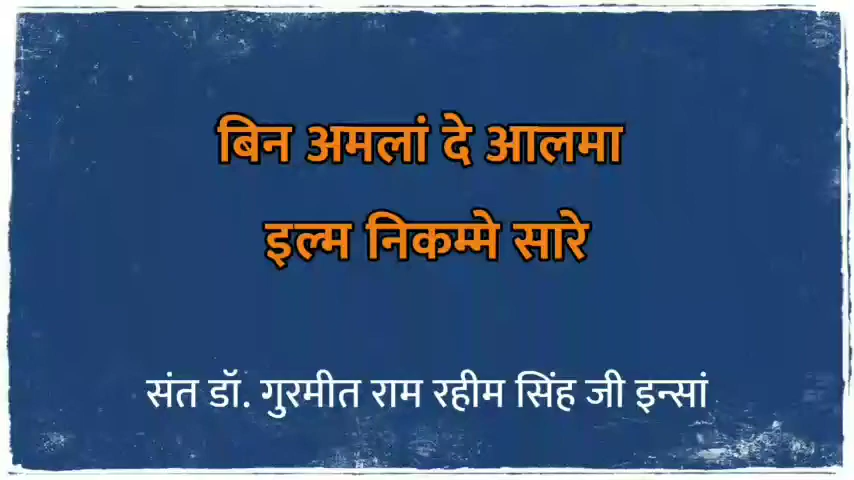 बिन अमलां दे आलमा
इल्म निकम्मे सारे
संत डॉ. गुरमीत राम रहीम सिंह जी इन्सां